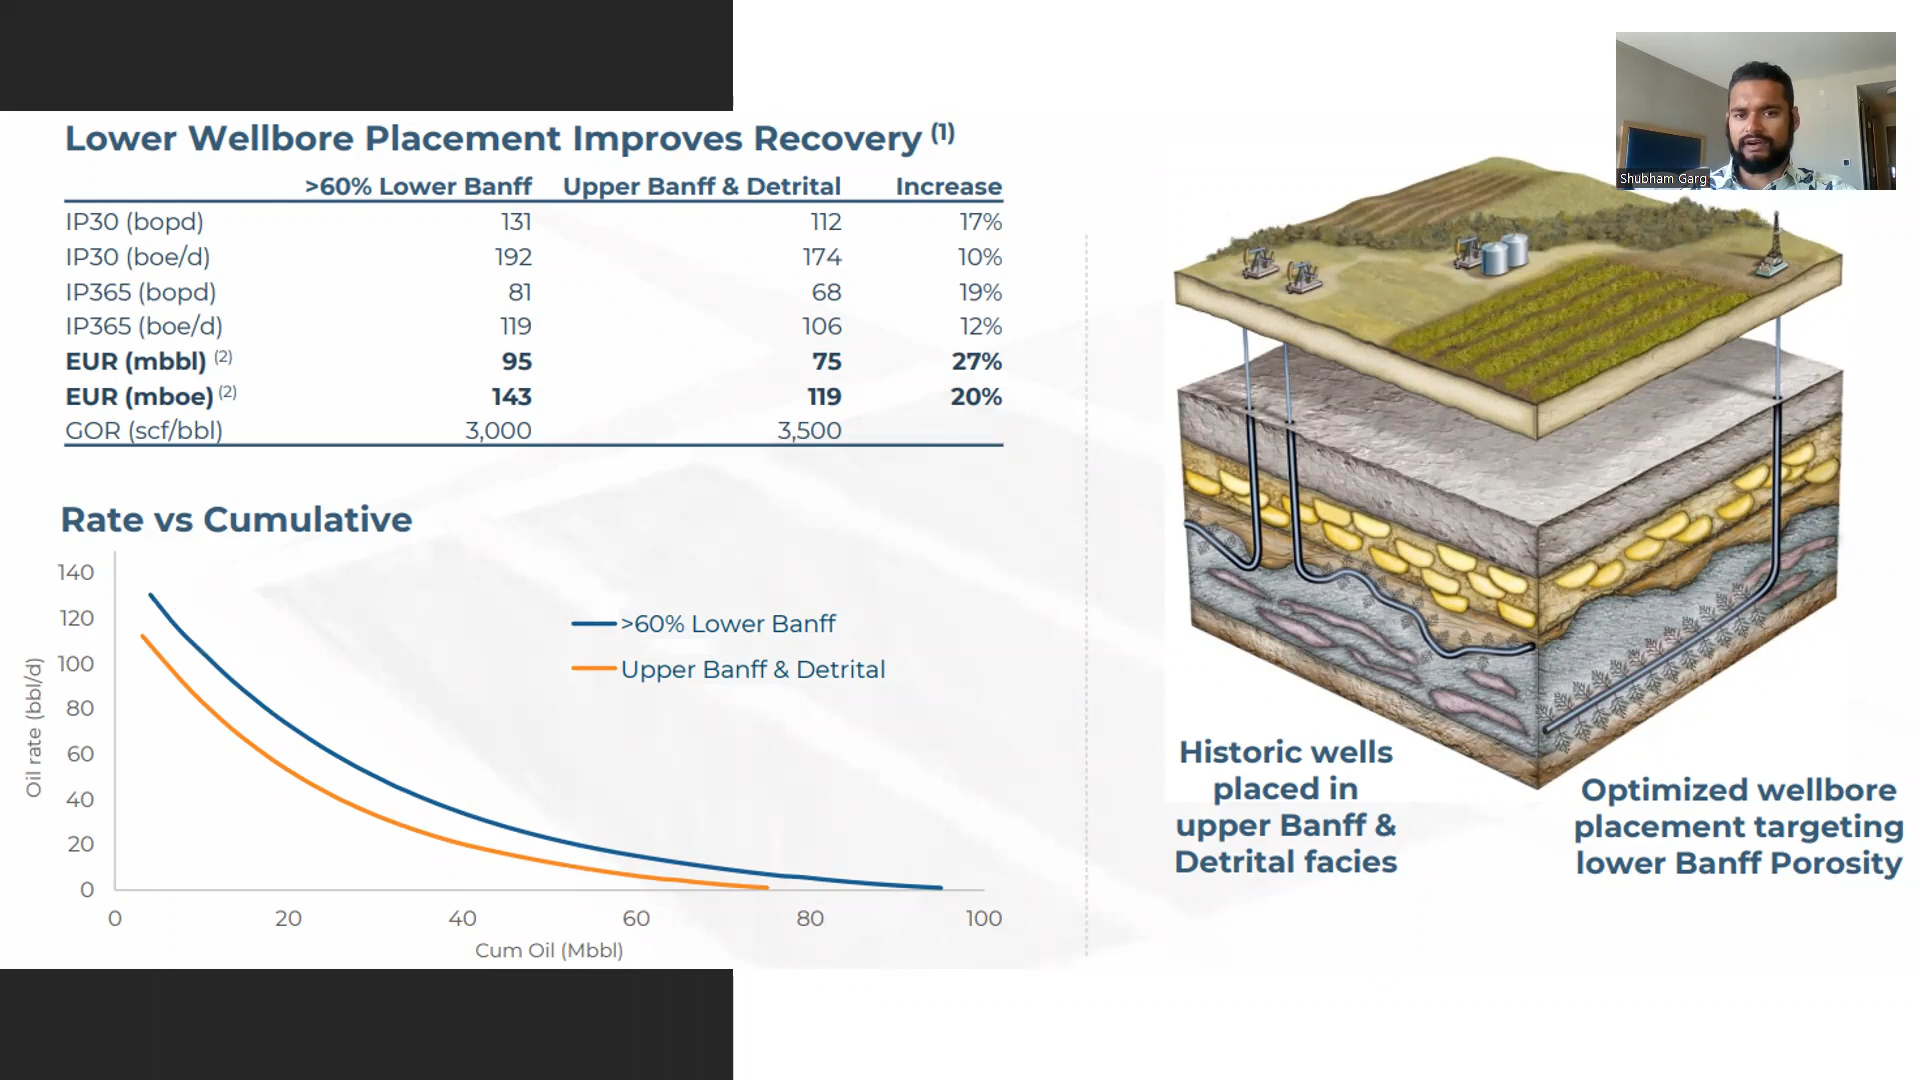 Lower Wellbore Placement Improves Recovery (1)
>60% Lower Banff Upper Banff & Detrital Increase
IP30 (bopd) 131 112 17%
IP30 (boe/d) 192 174 10%
IP365 (bopd) 81 68 19%
IP365 (boe/d) 119 106 12%
EUR (mbbl) (2) 95 75 27%
EUR (mboe) (2) 143 119 20%
GOR (scf/bbl) 3,000 3,500
Rate vs Cumulative
Oil rate (bbl/d)
140
120
100
80
60
40
20
0
>60% Lower Banff
Upper Banff & Detrital
0 20 40 60 80 100
Cum Oil (Mbbl)
Shubham Garg
Historic wells
placed in
upper Banff &
Detrital facies
Optimized wellbore
placement targeting
lower Banff Porosity